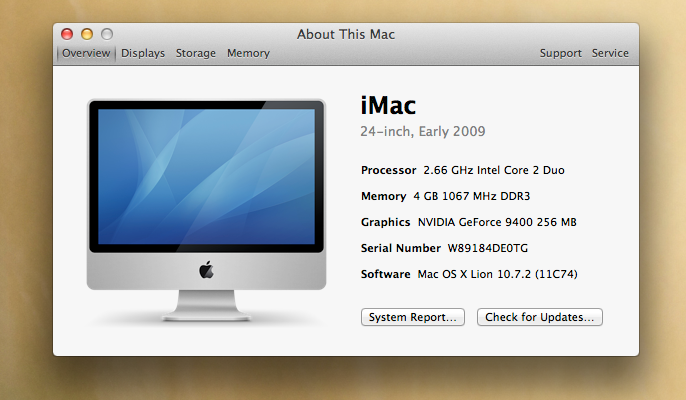 About This Mac
Overview Displays Storage Memory Support Service
iMac
24-inch, Early 2009
Processor 2.66 GHz Intel Core 2 Duo
Memory 4 GB 1067 MHz DDR3
Graphics NVIDIA GeForce 9400 256 MB
Serial Number W89184DE0TG
Software Mac OS X Lion 10.7.2 (11C74)
System Report... Check for Updates...